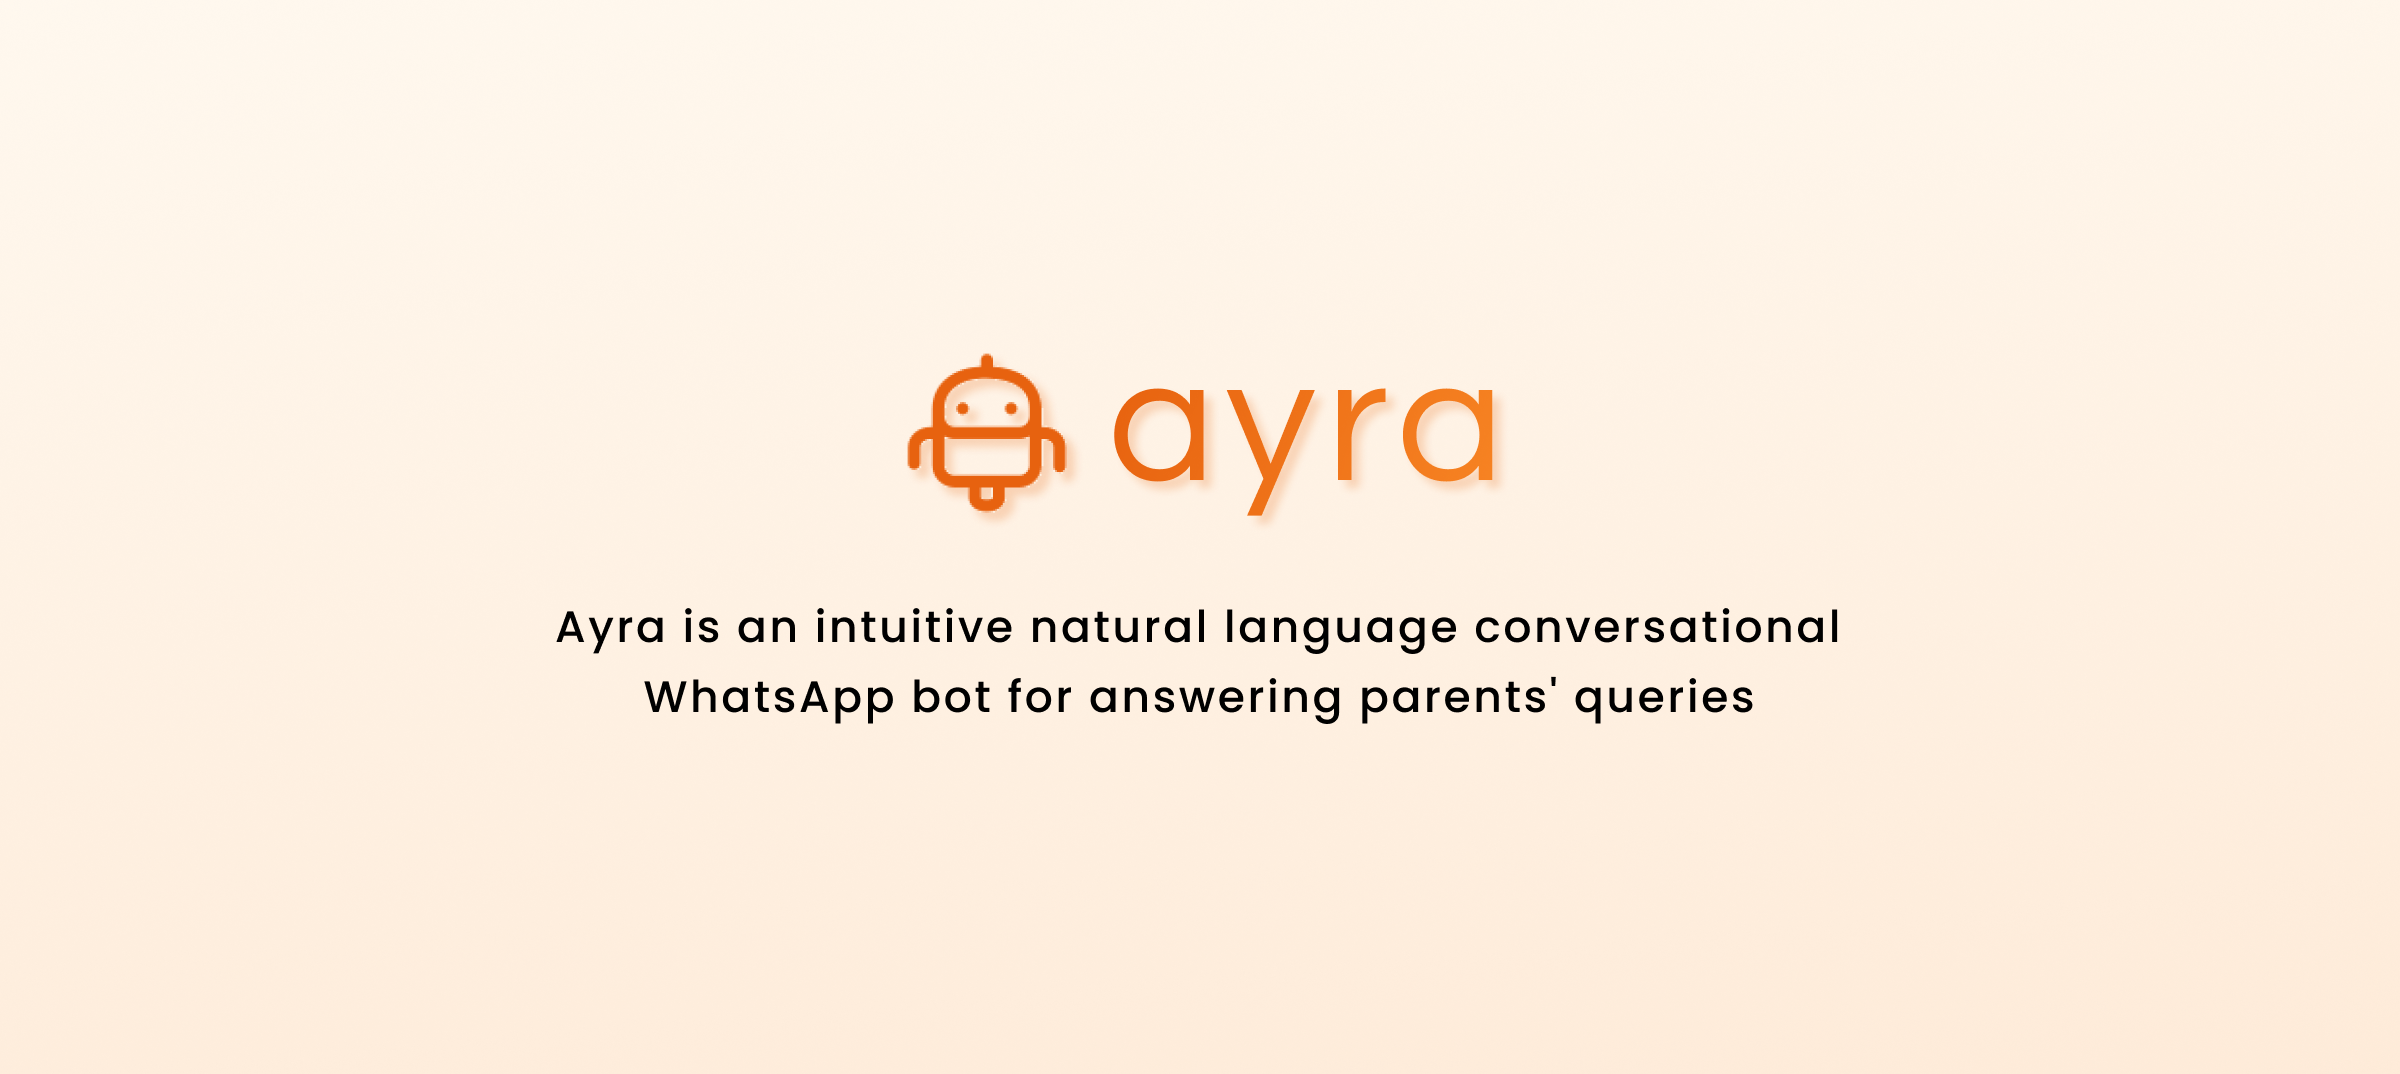 ayra
Ayra is an intuitive natural language conversational
WhatsApp bot for answering parents' queries